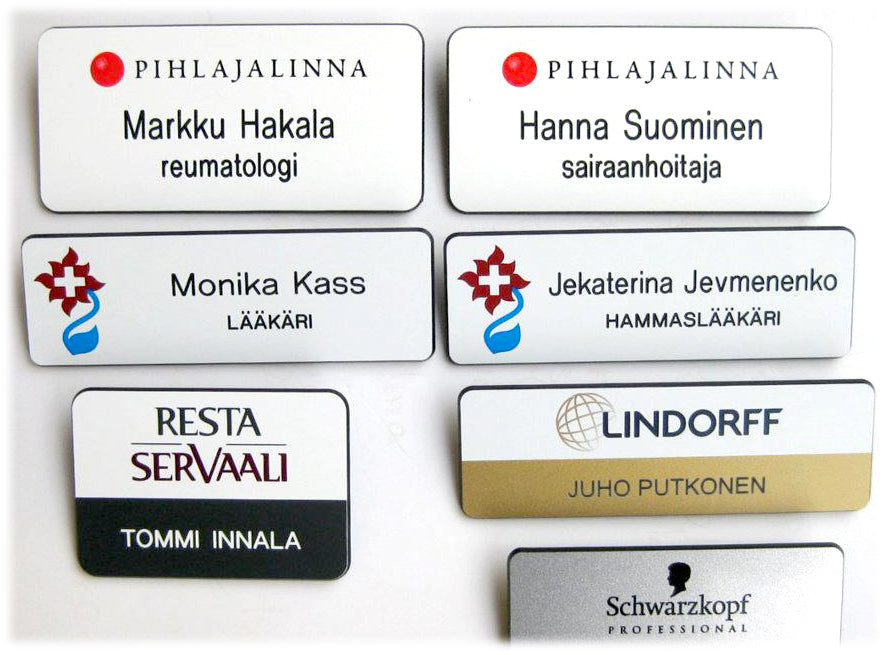 PIHLAJALINNA
Markku Hakala
reumatologi
PIHLAJALINNA
Hanna Suominen
sairaanhoitaja
Monika Kass
LÄÄKÄRI
Jekaterina Jevmenenko
HAMMASLÄÄKÄRI
RESTA
SERVAALI
TOMMI INNALA
LINDORFF
JUHO PUTKONEN
Schwarzkopf
PROFESSIONAL